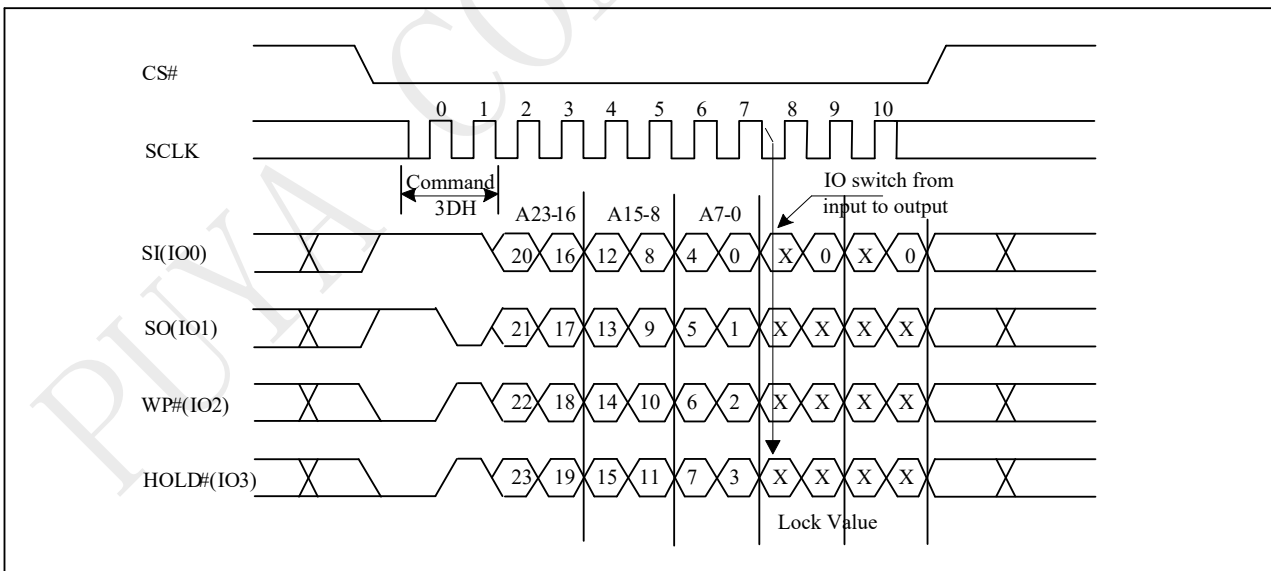 PUYA CON
CS#
0 1 2 3 4 5 6 7 8 9 10
SCLK
Command
3DH
IO switch from
input to output
A23-16 A15-8 A7-0
SI(IO0) 20 16 12 8 4 0 X 0 X 0
SO(IO1) 21 17 13 9 5 1 X X X X
WP#(IO2) 22 18 14 10 6 2 X X X X
HOLD#(IO3) 23 19 15 11 7 3 X X X X
Lock Value